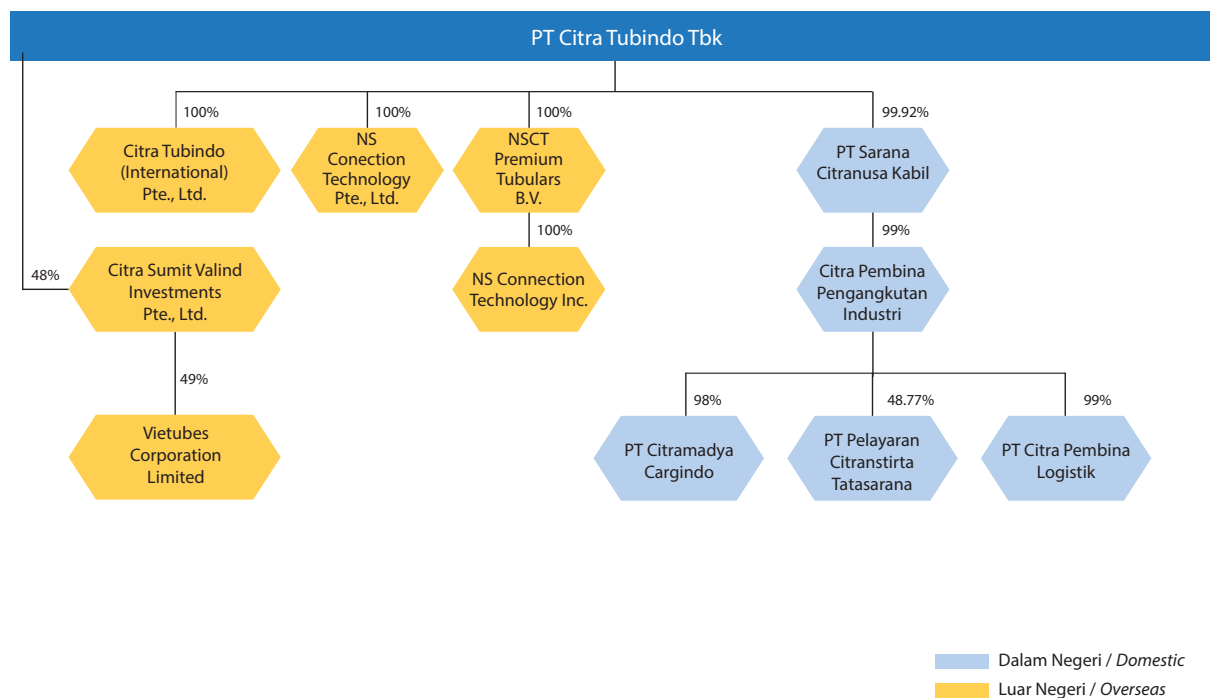 PT Citra Tubindo Tbk
100%
100%
100%
99.92%
Citra Tubindo
(International)
Pte., Ltd.
NS
Conection
Technology
Pte., Ltd.
NSCT
Premium
Tubulars
B.V.
PT Sarana
Citranusa Kabil
100%
99%
48%
Citra Sumit Valind
Investments
Pte., Ltd.
NS Connection
Technology Inc.
Citra Pembina
Pengangkutan
Industri
49%
98%
48.77%
99%
Vietubes
Corporation
Limited
PT Citramadya
Cargindo
PT Pelayaran
Citranstirta
Tatasarana
PT Citra Pembina
Logistik
Dalam Negeri / Domestic
Luar Negeri / Overseas